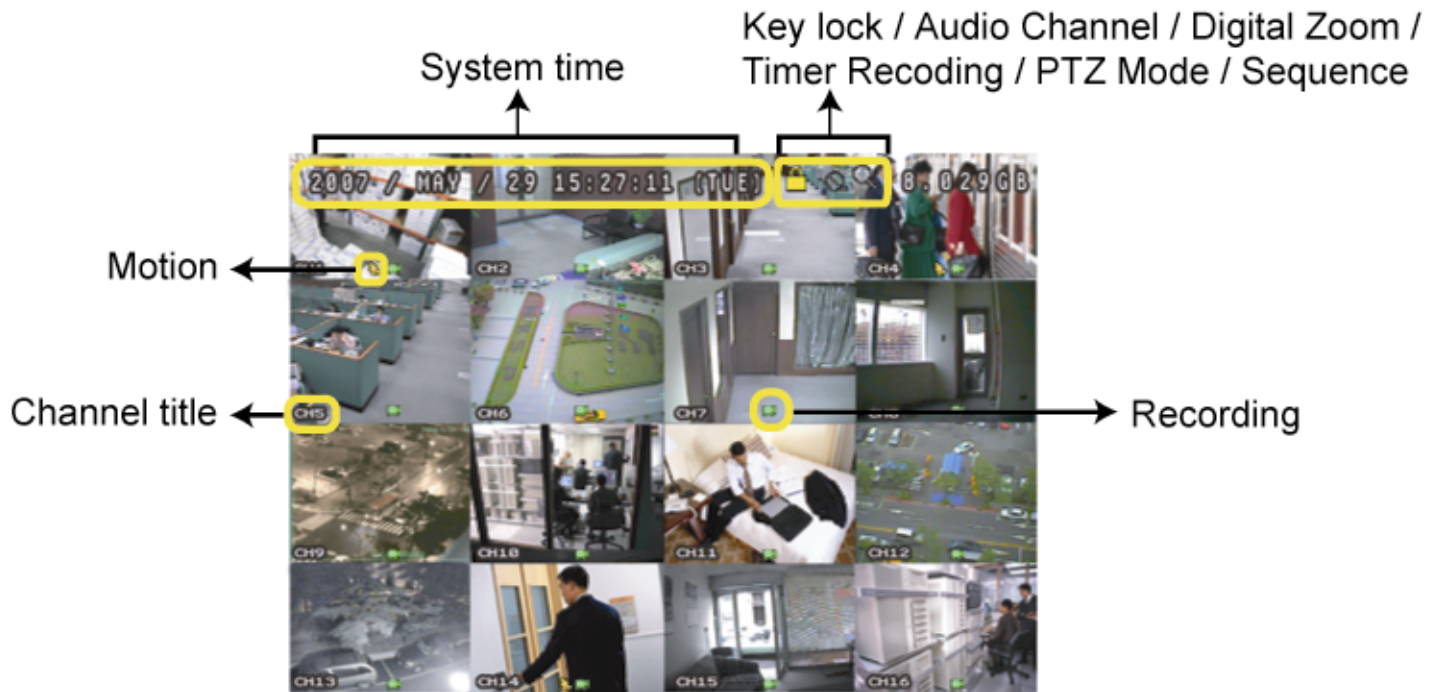 Key lock / Audio Channel / Digital Zoom /
Timer Recoding / PTZ Mode / Sequence
System time
2007 / MAY / 29 15:27:11 (TUE) 8.029GB
Motion
CH2 CH3 CH4
Channel title
CH5 CH6 CH7
Recording
CH9 CH10 CH11 CH12
CH13 CH14 CH15 CH16